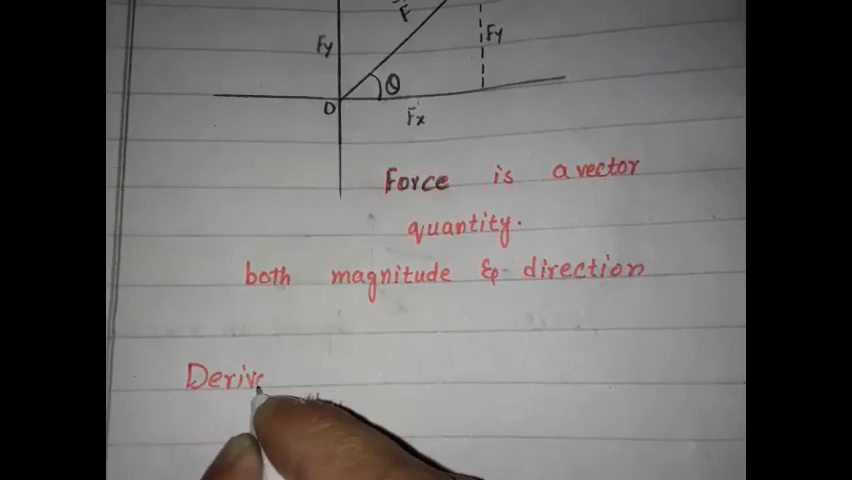 F
Fy
Fy
θ
O
Fx
Force is a vector
quantity.
both magnitude & direction
Deriv